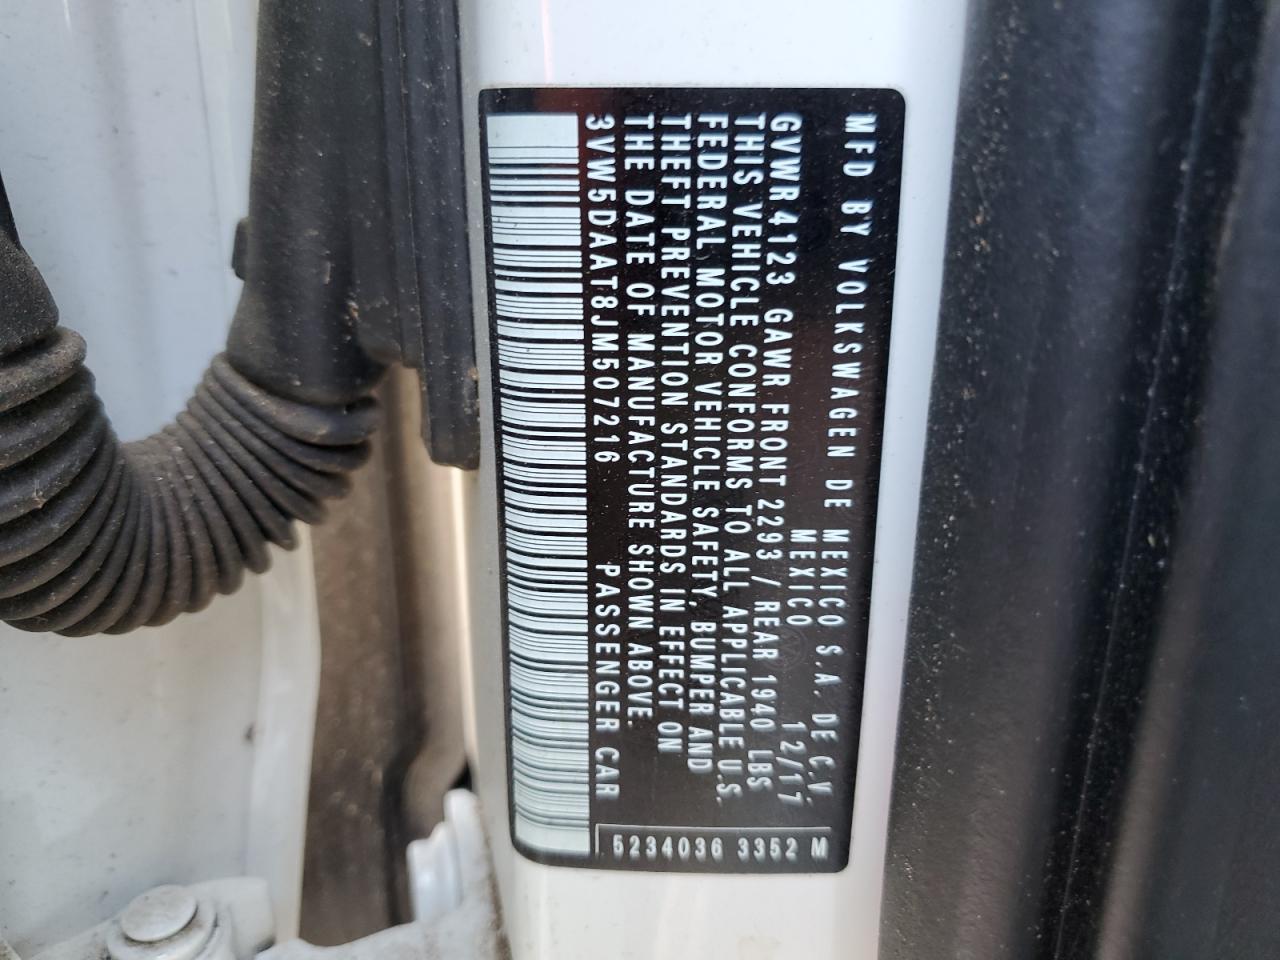 MFD BY VOLKSWAGEN DE MEXICO S.A. DE C.V.
MEXICO 12/17
GVWR4123 GAWR FRONT 2293 / REAR 1940 LBS
THIS VEHICLE CONFORMS TO ALL APPLICABLE U.S.
FEDERAL MOTOR VEHICLE SAFETY, BUMPER AND
THEFT PREVENTION STANDARDS IN EFFECT ON
THE DATE OF MANUFACTURE SHOWN ABOVE.
3VW5DAAT8JM507216 PASSENGER CAR
5234036 3352 M